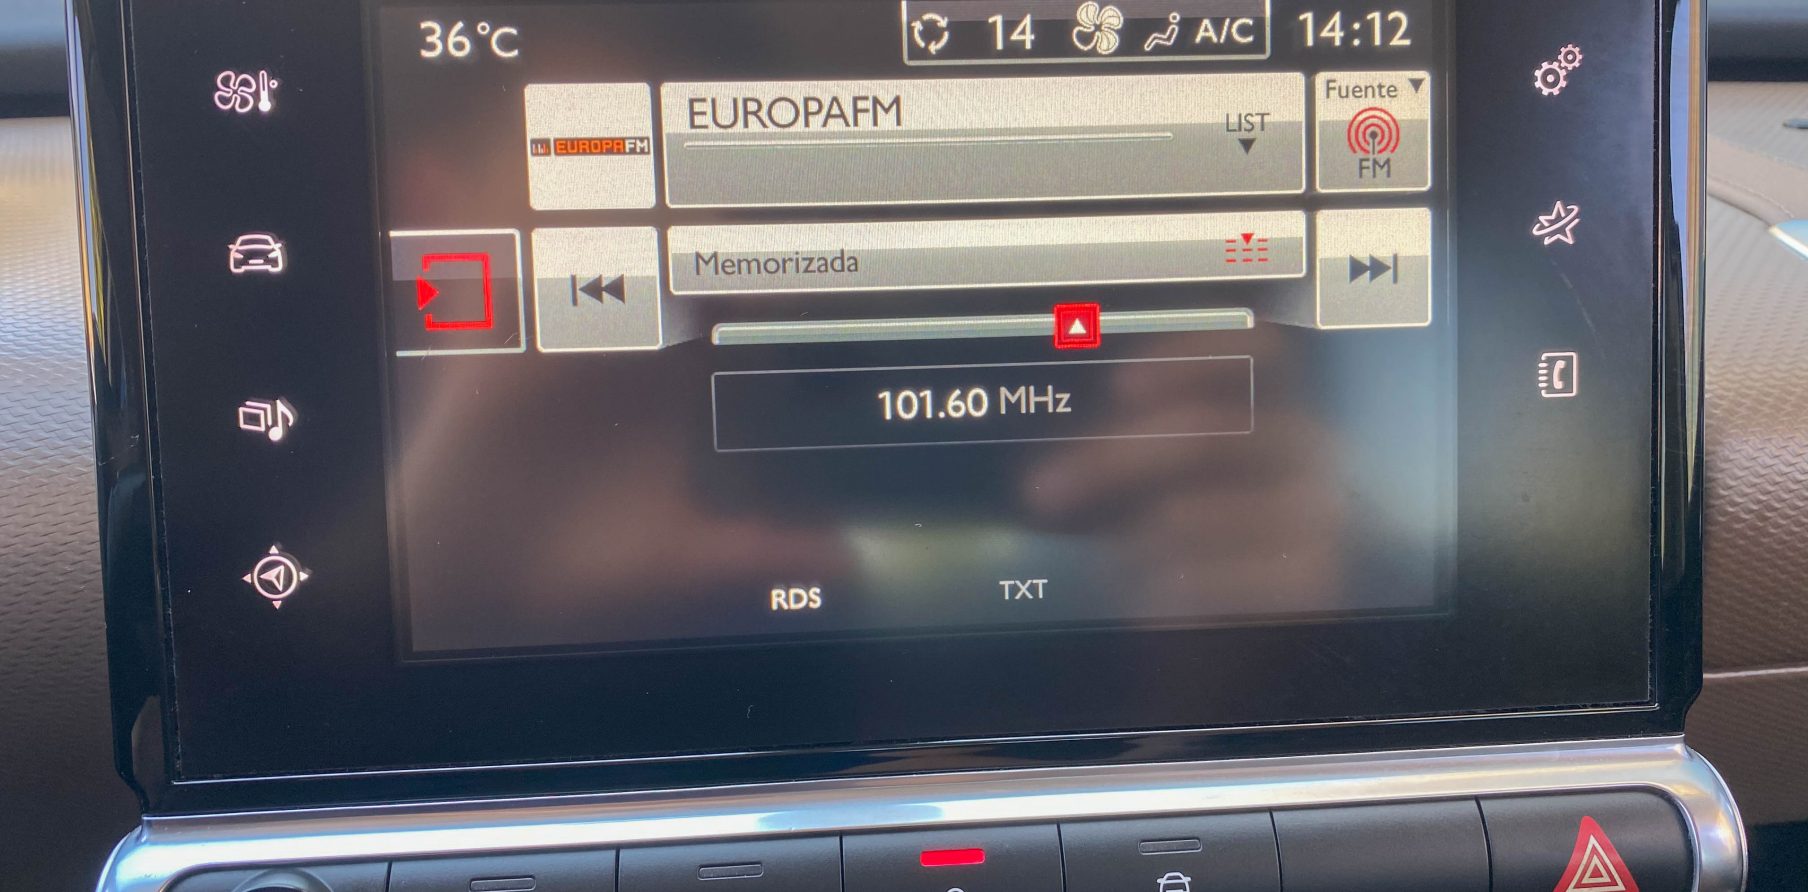 36°C 14 A/C 14:12
EUROPAFM EUROPAFM LIST Fuente
FM
Memorizada
101.60 MHz
RDS TXT